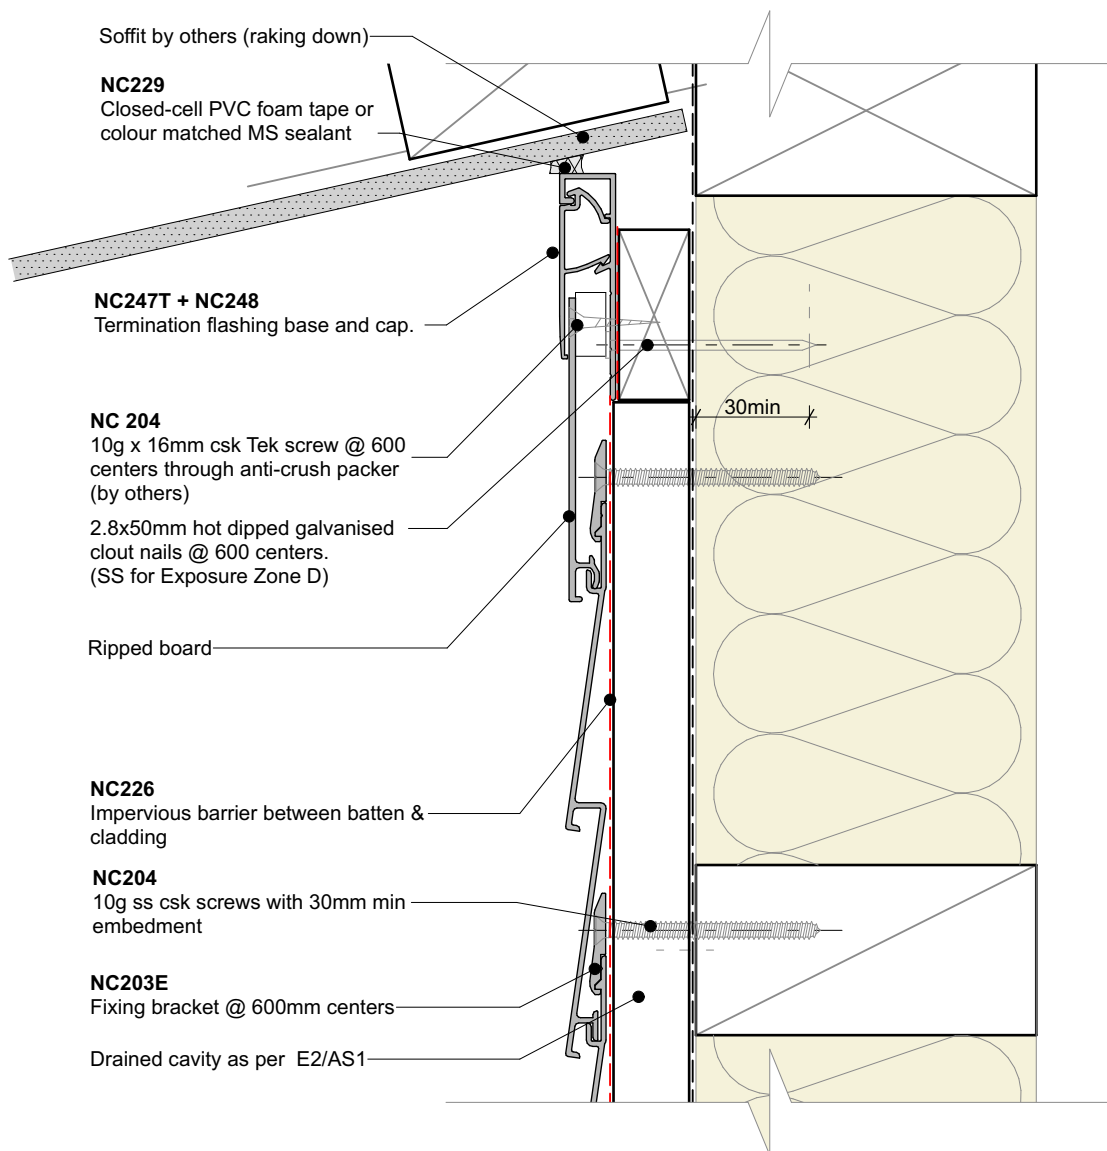 Soffit by others (raking down)
NC229
Closed-cell PVC foam tape or
colour matched MS sealant
NC247T + NC248
Termination flashing base and cap.
30min
NC 204
10g x 16mm csk Tek screw @ 600
centers through anti-crush packer
(by others)
2.8x50mm hot dipped galvanised
clout nails @ 600 centers.
(SS for Exposure Zone D)
Ripped board
NC226
Impervious barrier between batten &
cladding
NC204
10g ss csk screws with 30mm min
embedment
NC203E
Fixing bracket @ 600mm centers
Drained cavity as per E2/AS1